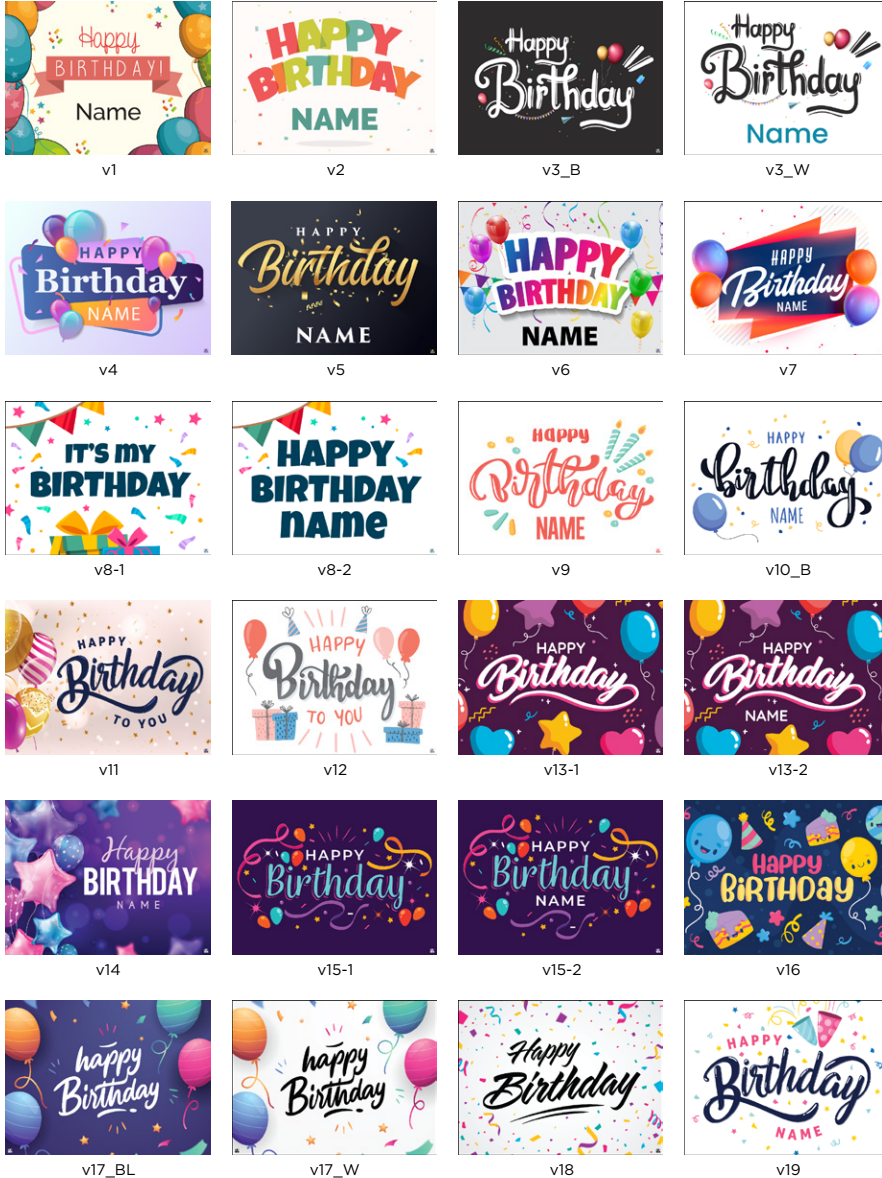 Happy
BIRTHDAY!
Name
v1
HAPPY
BIRTHDAY
NAME
v2
Happy
Birthday
v3_B
Happy
Birthday
Name
v3_W
HAPPY
Birthday
NAME
v4
HAPPY
Birthday
NAME
v5
HAPPY
BIRTHDAY
NAME
v6
HAPPY
Birthday
NAME
v7
IT'S my
BIRTHDAY
v8-1
HAPPY
BIRTHDAY
name
v8-2
HAPPY
Birthday
NAME
v9
HAPPY
birthday
NAME
v10_B
HAPPY
Birthday
TO YOU
v11
HAPPY
Birthday
TO YOU
v12
HAPPY
Birthday
v13-1
HAPPY
Birthday
NAME
v13-2
Happy
BIRTHDAY
NAME
v14
HAPPY
Birthday
v15-1
HAPPY
Birthday
NAME
v15-2
HAPPY
BiRTHDAY
v16
happy
Birthday
v17_BL
happy
Birthday
v17_W
Happy
Birthday
v18
HAPPY
Birthday
NAME
v19